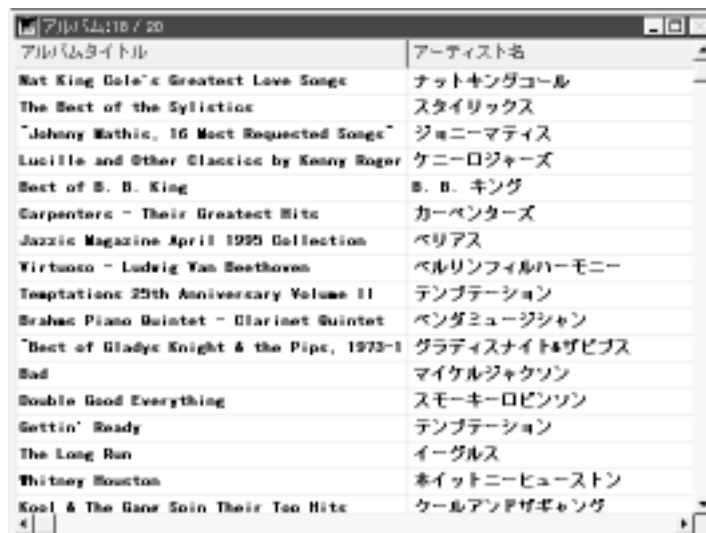 アルバム:16 / 20
アルバムタイトル アーティスト名
Nat King Cole's Greatest Love Songs ナットキングコール
The Best of the Sylistics スタイリックス
"Johnny Mathis, 16 Most Requested Songs" ジョニーマティス
Lucille and Other Classics by Kenny Roger ケニーロジャーズ
Best of B. B. King B. B. キング
Carpenters - Their Greatest Hits カーペンターズ
Jazzis Magazine April 1995 Collection ベリアス
Virtuoso - Ludwig Van Beethoven ベルリンフィルハーモニー
Temptations 25th Anniversary Volume II テンプテーション
Brahms Piano Quintet - Clarinet Quintet ベンダミュージシャン
"Best of Gladys Knight & the Pips, 1973-1 グラディスナイト&ザピプス
Bad マイケルジャクソン
Double Good Everything スモーキーロビンソン
Gettin' Ready テンプテーション
The Long Run イーグルス
Whitney Houston ホイットニーヒューストン
Kool & The Gang Spin Their Top Hits クールアンドザギャング